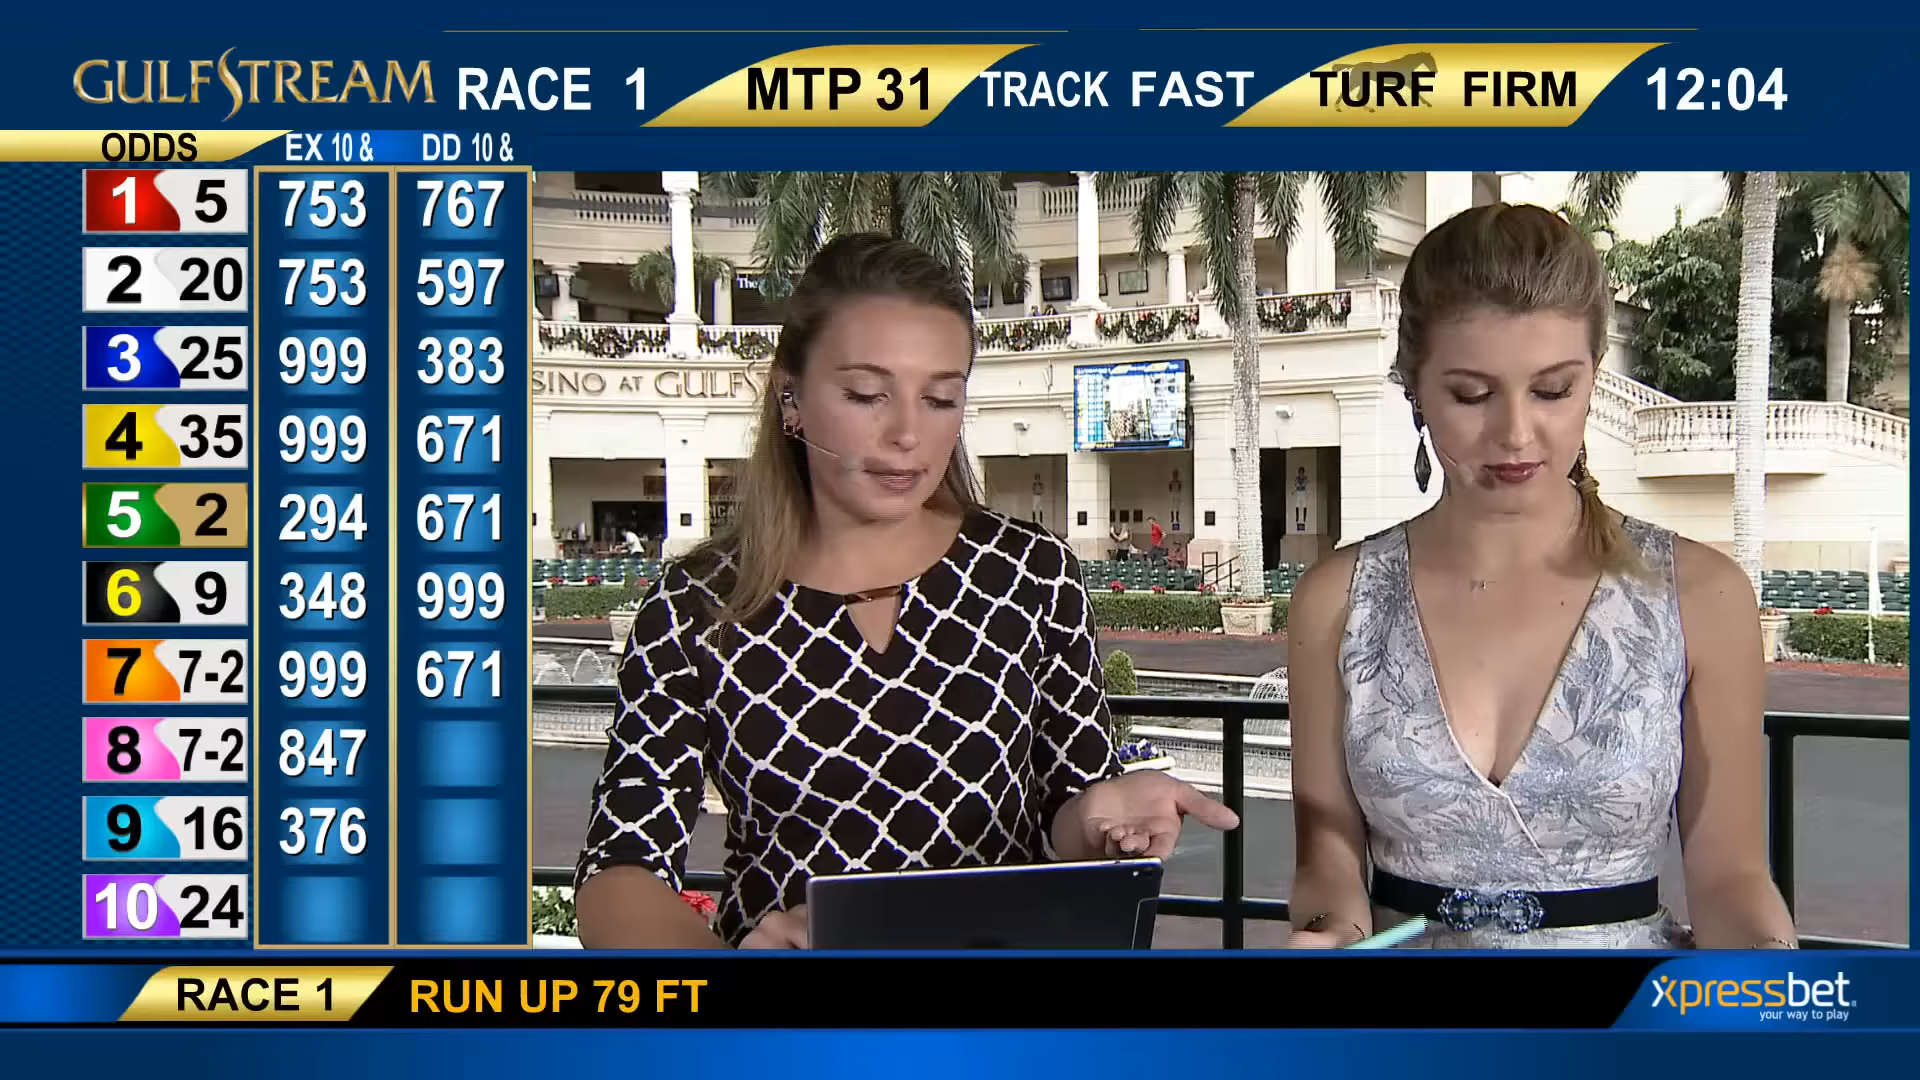 GULFSTREAM RACE 1 MTP 31 TRACK FAST TURF FIRM 12:04
ODDS EX 10 & DD 10 &
1 5 753 767
2 20 753 597
3 25 999 383
4 35 999 671
5 2 294 671
6 9 348 999
7 7-2 999 671
8 7-2 847
9 16 376
10 24
The
SINO AT GULFS
RACE 1 RUN UP 79 FT
xpressbet
your way to play